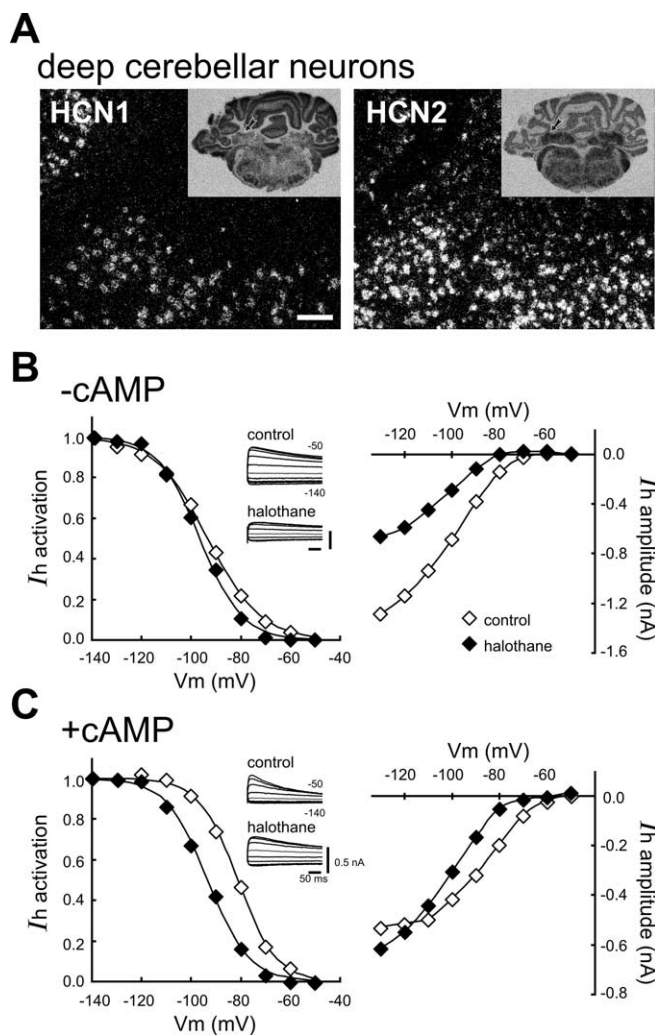 A
deep cerebellar neurons
HCN1
HCN2
B
-cAMP
1.0
0.8
0.6
0.4
0.2
0.0
Ih activation
-140
-120
-100
-80
-60
-40
Vm (mV)
control
-50
-140
halothane
Vm (mV)
-120
-100
-80
-60
0.0
-0.4
-0.8
-1.2
-1.6
Ih amplitude (nA)
control
halothane
C
+cAMP
1.0
0.8
0.6
0.4
0.2
0.0
Ih activation
-140
-120
-100
-80
-60
-40
Vm (mV)
control
-50
-140
halothane
0.5 nA
50 ms
Vm (mV)
-120
-100
-80
-60
0.0
-0.2
-0.4
-0.6
-0.8
Ih amplitude (nA)